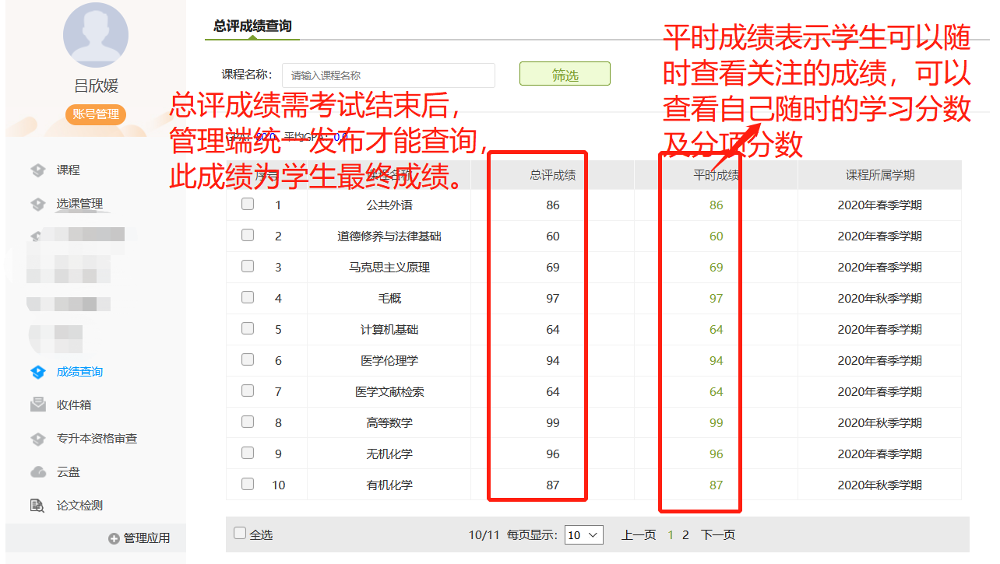 吕欣媛
账号管理
课程
选课管理
成绩查询
收件箱
专升本资格审查
云盘
论文检测
管理应用
总评成绩查询
课程名称：
请输入课程名称
筛选
平时成绩表示学生可以随
时查看关注的成绩，可以
查看自己随时的学习分数
及分项分数
总评成绩需考试结束后，
管理端统一发布才能查询，
此成绩为学生最终成绩。
平均GPA：0.0
序号 课程名称 总评成绩 平时成绩 课程所属学期
1 公共外语 86 86 2020年春季学期
2 道德修养与法律基础 60 60 2020年春季学期
3 马克思主义原理 69 69 2020年春季学期
4 毛概 97 97 2020年秋季学期
5 计算机基础 64 64 2020年春季学期
6 医学伦理学 94 94 2020年春季学期
7 医学文献检索 64 64 2020年春季学期
8 高等数学 99 99 2020年秋季学期
9 无机化学 96 96 2020年春季学期
10 有机化学 87 87 2020年秋季学期
全选 10/11 每页显示： 10 上一页 1 2 下一页